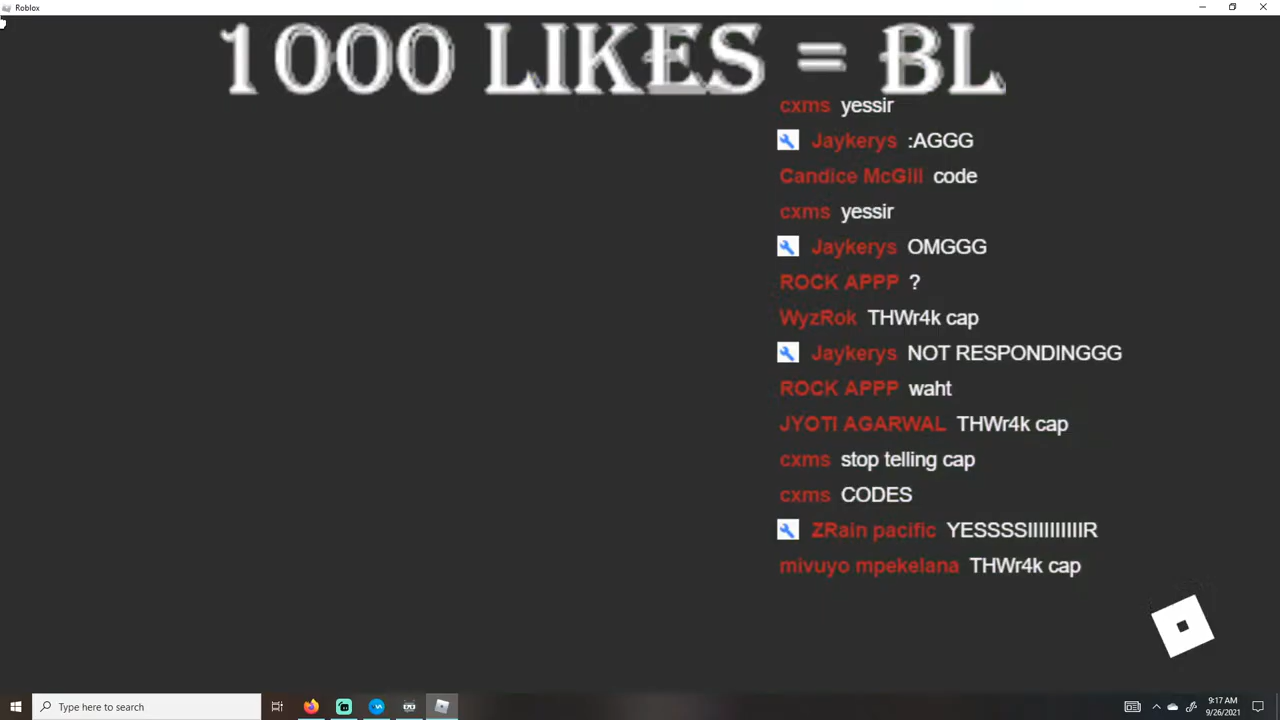 Roblox
1000 LIKES = BL
cxms yessir
Jaykerys :AGGG
Candice McGill code
cxms yessir
Jaykerys OMGGG
ROCK APPP ?
WyzRok THWr4k cap
Jaykerys NOT RESPONDINGGG
ROCK APPP waht
JYOTI AGARWAL THWr4k cap
cxms stop telling cap
cxms CODES
ZRain pacific YESSSSIIIIIIIIIIR
mivuyo mpekelana THWr4k cap
Type here to search
9:17 AM
9/26/2021